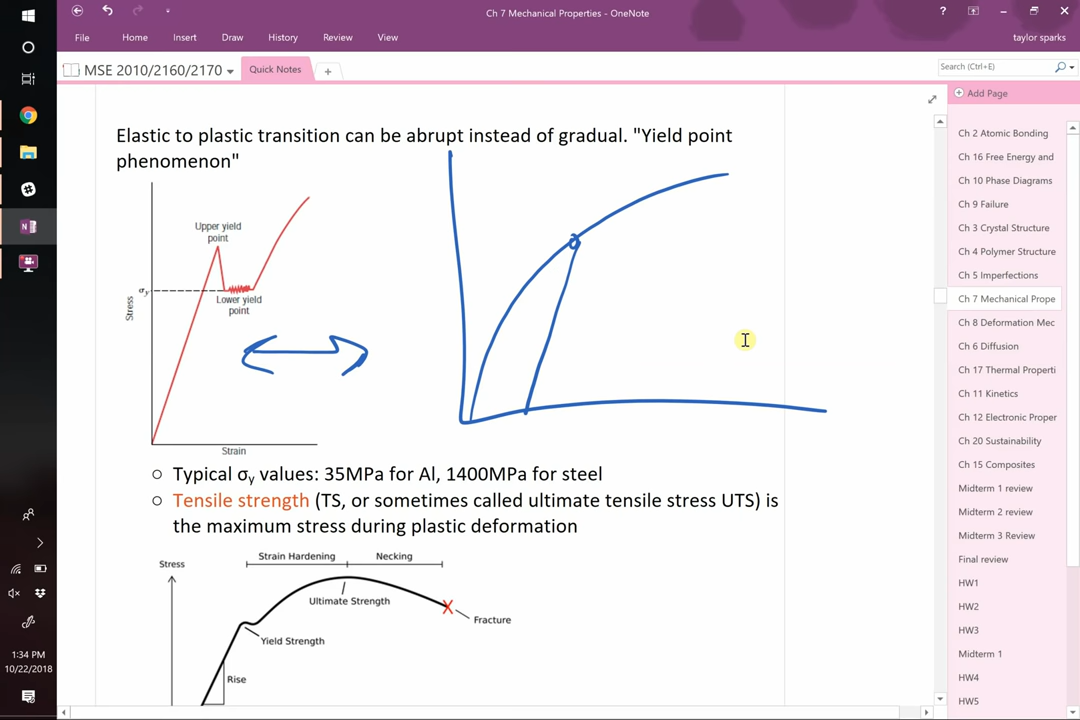 Ch 7 Mechanical Properties - OneNote
?
File
Home
Insert
Draw
History
Review
View
taylor sparks
MSE 2010/2160/2170
Quick Notes
+
Search (Ctrl+E)
Add Page
Elastic to plastic transition can be abrupt instead of gradual. "Yield point
phenomenon"
Upper yield
point
σy
Lower yield
point
Stress
Strain
○ Typical σy values: 35MPa for Al, 1400MPa for steel
○ Tensile strength (TS, or sometimes called ultimate tensile stress UTS) is
the maximum stress during plastic deformation
Stress
Strain Hardening
Necking
Ultimate Strength
Fracture
Yield Strength
Rise
Ch 2 Atomic Bonding
Ch 16 Free Energy and
Ch 10 Phase Diagrams
Ch 9 Failure
Ch 3 Crystal Structure
Ch 4 Polymer Structure
Ch 5 Imperfections
Ch 7 Mechanical Prope
Ch 8 Deformation Mec
Ch 6 Diffusion
Ch 17 Thermal Properti
Ch 11 Kinetics
Ch 12 Electronic Proper
Ch 20 Sustainability
Ch 15 Composites
Midterm 1 review
Midterm 2 review
Midterm 3 Review
Final review
HW1
HW2
HW3
Midterm 1
HW4
HW5
1:34 PM
10/22/2018